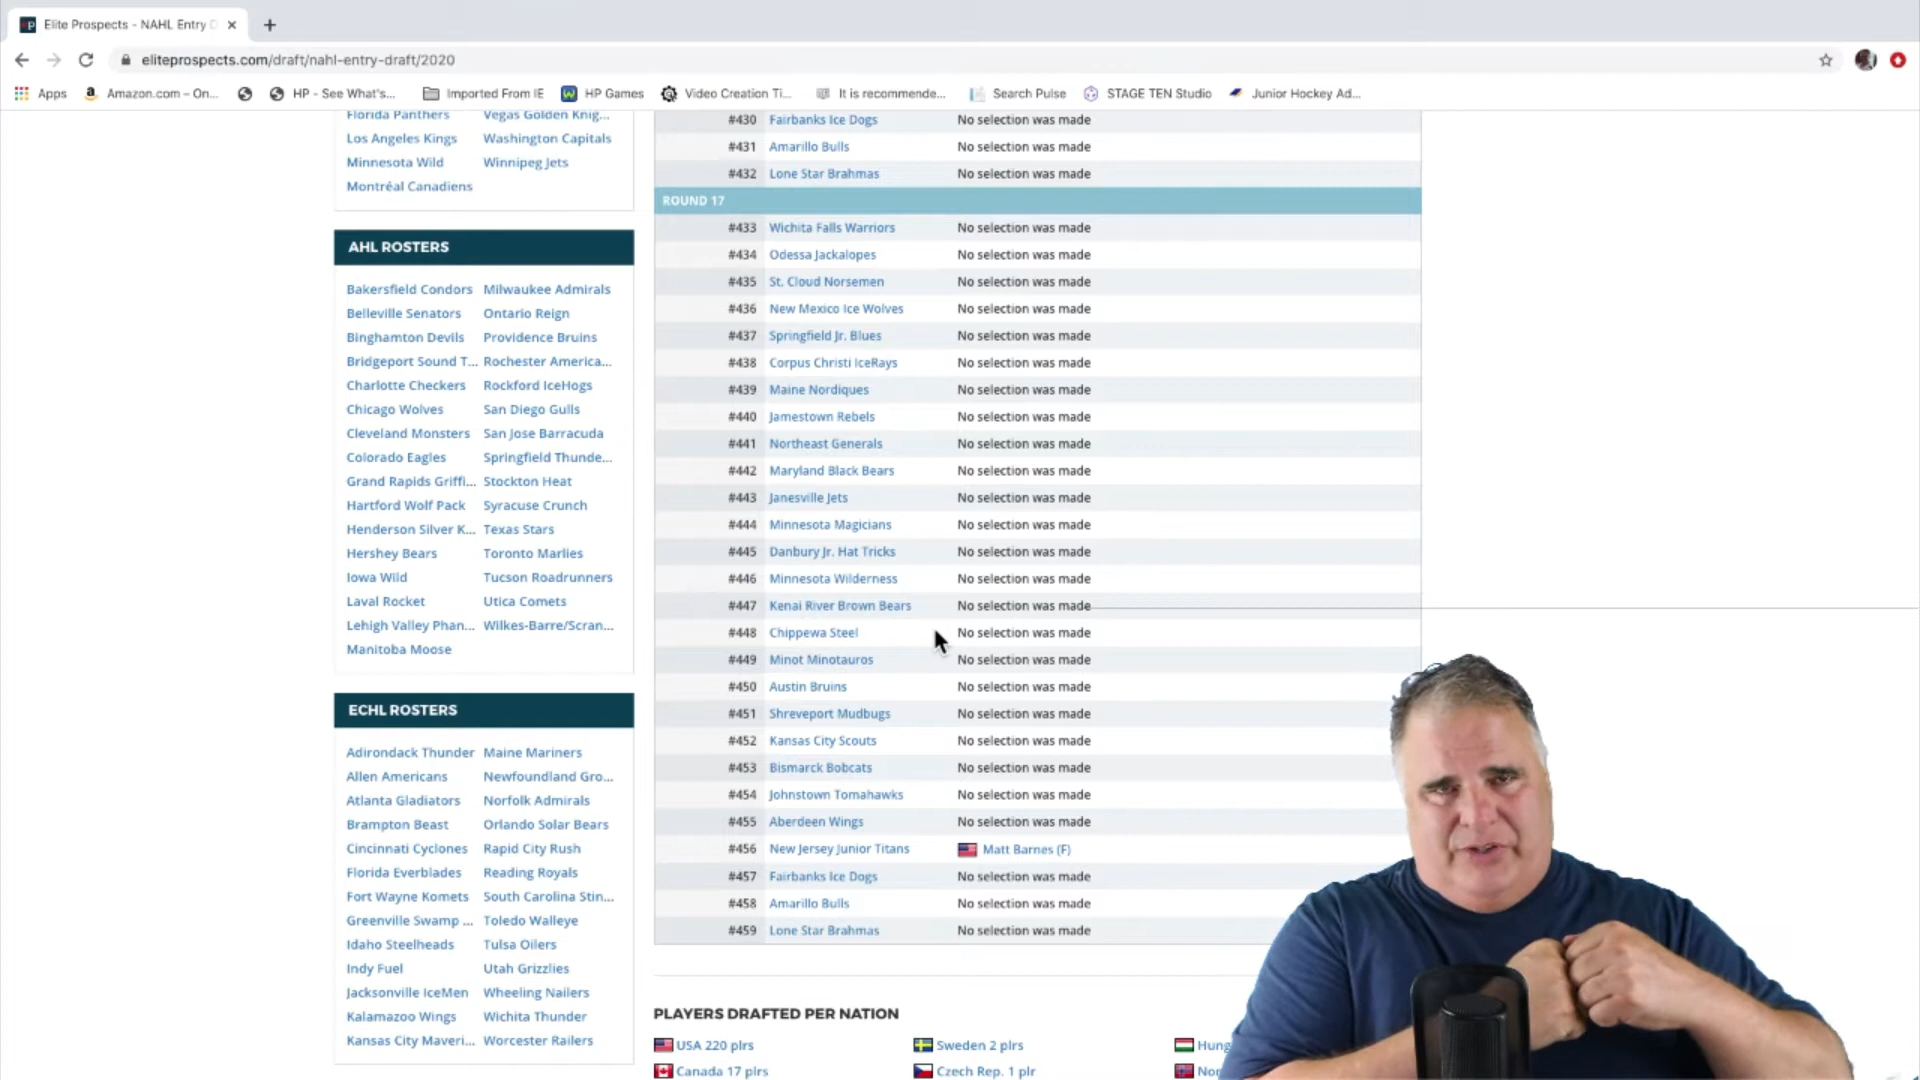 Elite Prospects - NAHL Entry D
eliteprospects.com/draft/nahl-entry-draft/2020
Apps Amazon.com – On... HP - See What's... Imported From IE HP Games Video Creation Ti... It is recommende... Search Pulse STAGE TEN Studio Junior Hockey Ad...
Florida Panthers Vegas Golden Knig...
Los Angeles Kings Washington Capitals
Minnesota Wild Winnipeg Jets
Montréal Canadiens
AHL ROSTERS
Bakersfield Condors Milwaukee Admirals
Belleville Senators Ontario Reign
Binghamton Devils Providence Bruins
Bridgeport Sound T... Rochester America...
Charlotte Checkers Rockford IceHogs
Chicago Wolves San Diego Gulls
Cleveland Monsters San Jose Barracuda
Colorado Eagles Springfield Thunde...
Grand Rapids Griffi... Stockton Heat
Hartford Wolf Pack Syracuse Crunch
Henderson Silver K... Texas Stars
Hershey Bears Toronto Marlies
Iowa Wild Tucson Roadrunners
Laval Rocket Utica Comets
Lehigh Valley Phan... Wilkes-Barre/Scran...
Manitoba Moose
ECHL ROSTERS
Adirondack Thunder Maine Mariners
Allen Americans Newfoundland Gro...
Atlanta Gladiators Norfolk Admirals
Brampton Beast Orlando Solar Bears
Cincinnati Cyclones Rapid City Rush
Florida Everblades Reading Royals
Fort Wayne Komets South Carolina Stin...
Greenville Swamp ... Toledo Walleye
Idaho Steelheads Tulsa Oilers
Indy Fuel Utah Grizzlies
Jacksonville IceMen Wheeling Nailers
Kalamazoo Wings Wichita Thunder
Kansas City Maveri... Worcester Railers
#430 Fairbanks Ice Dogs No selection was made
#431 Amarillo Bulls No selection was made
#432 Lone Star Brahmas No selection was made
ROUND 17
#433 Wichita Falls Warriors No selection was made
#434 Odessa Jackalopes No selection was made
#435 St. Cloud Norsemen No selection was made
#436 New Mexico Ice Wolves No selection was made
#437 Springfield Jr. Blues No selection was made
#438 Corpus Christi IceRays No selection was made
#439 Maine Nordiques No selection was made
#440 Jamestown Rebels No selection was made
#441 Northeast Generals No selection was made
#442 Maryland Black Bears No selection was made
#443 Janesville Jets No selection was made
#444 Minnesota Magicians No selection was made
#445 Danbury Jr. Hat Tricks No selection was made
#446 Minnesota Wilderness No selection was made
#447 Kenai River Brown Bears No selection was made
#448 Chippewa Steel No selection was made
#449 Minot Minotauros No selection was made
#450 Austin Bruins No selection was made
#451 Shreveport Mudbugs No selection was made
#452 Kansas City Scouts No selection was made
#453 Bismarck Bobcats No selection was made
#454 Johnstown Tomahawks No selection was made
#455 Aberdeen Wings No selection was made
#456 New Jersey Junior Titans Matt Barnes (F)
#457 Fairbanks Ice Dogs No selection was made
#458 Amarillo Bulls No selection was made
#459 Lone Star Brahmas No selection was made
PLAYERS DRAFTED PER NATION
USA 220 plrs Sweden 2 plrs Hung
Canada 17 plrs Czech Rep. 1 plr Nor